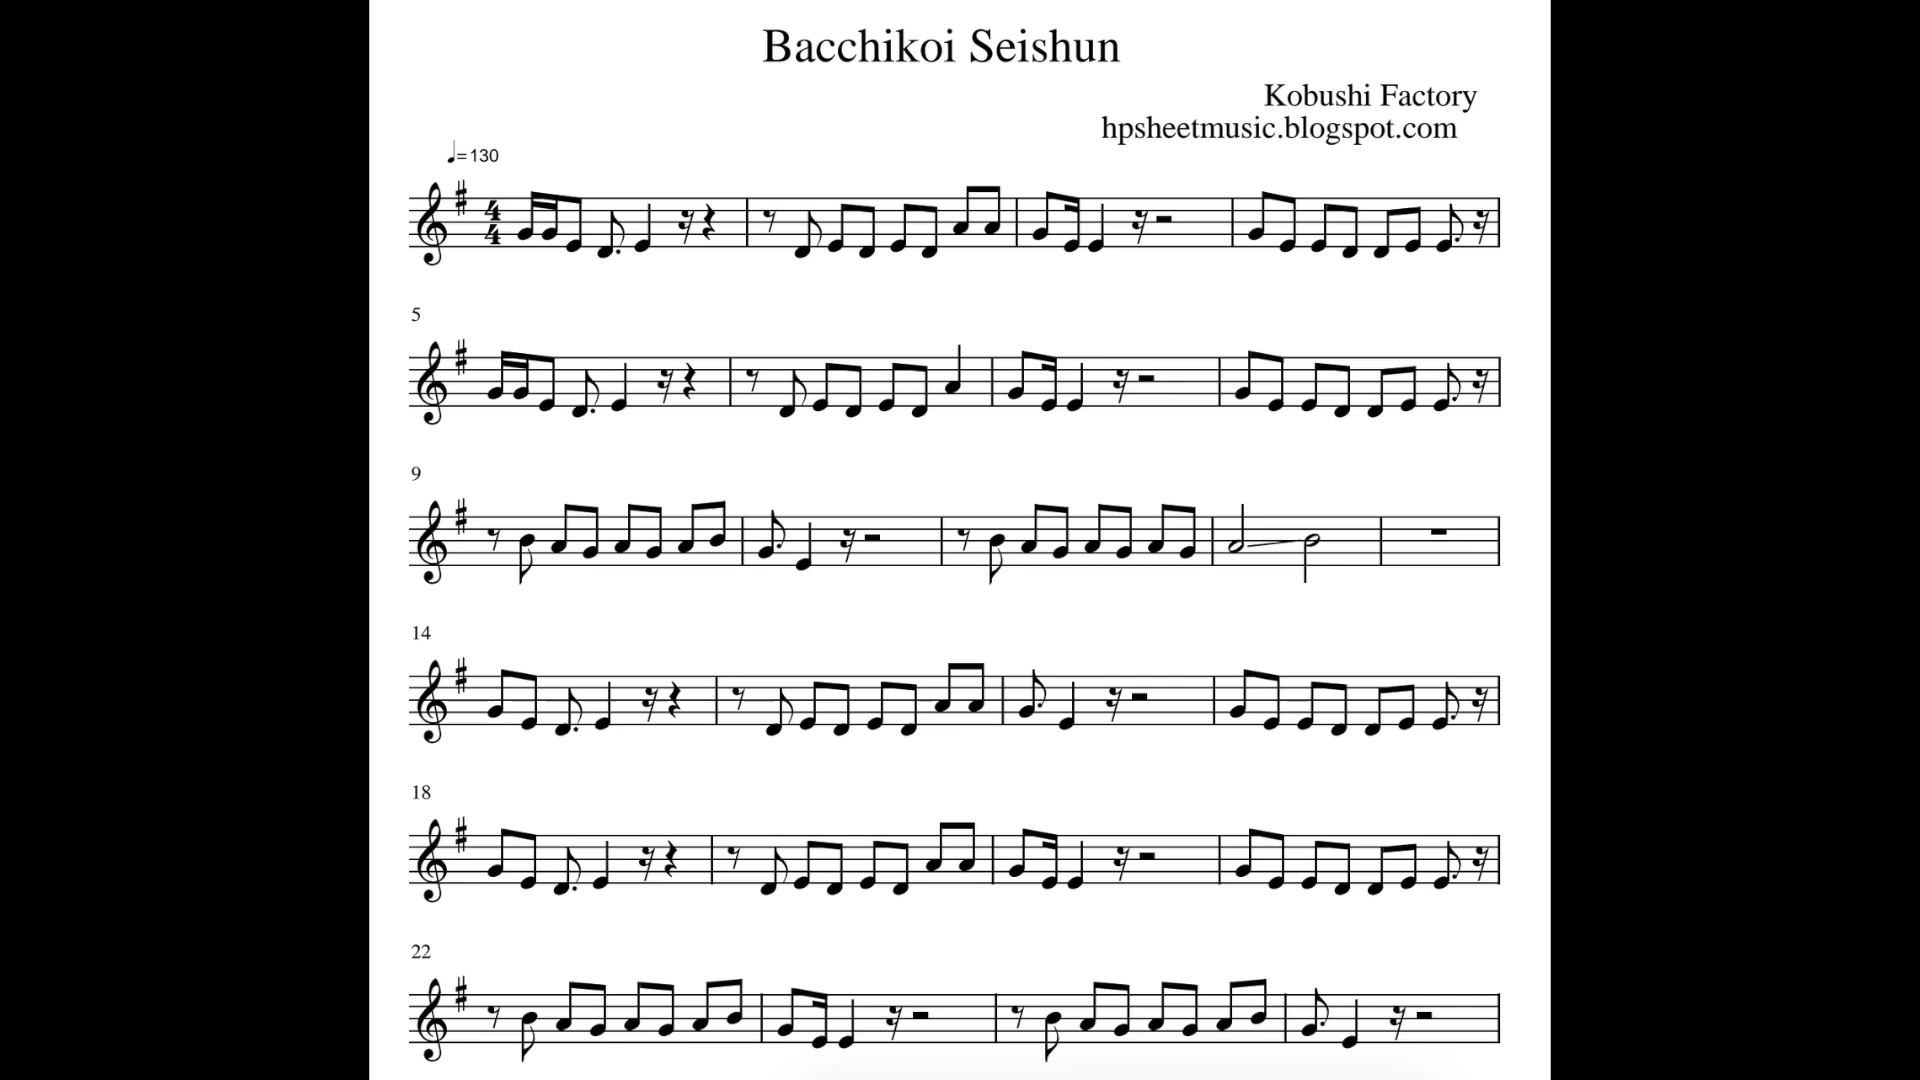 Bacchikoi Seishun
Kobushi Factory
hpsheetmusic.blogspot.com
♩=130
4
4
5
9
14
18
22